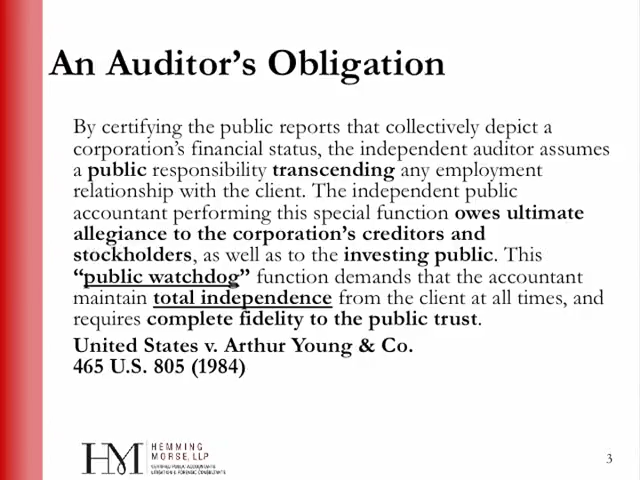 An Auditor's Obligation
By certifying the public reports that collectively depict a
corporation's financial status, the independent auditor assumes
a public responsibility transcending any employment
relationship with the client. The independent public
accountant performing this special function owes ultimate
allegiance to the corporation's creditors and
stockholders, as well as to the investing public. This
“public watchdog” function demands that the accountant
maintain total independence from the client at all times, and
requires complete fidelity to the public trust.
United States v. Arthur Young & Co.
465 U.S. 805 (1984)
HM
HEMMING
MORSE, LLP
CERTIFIED PUBLIC ACCOUNTANTS
LITIGATION & FORENSIC CONSULTANTS
3